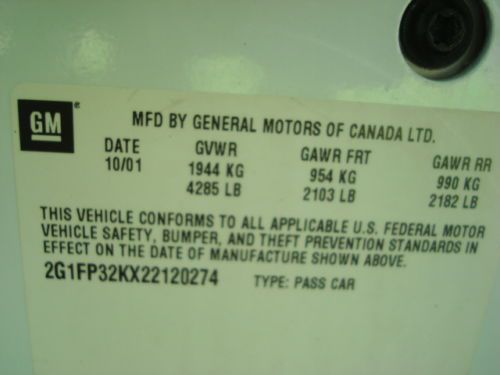 GM®
MFD BY GENERAL MOTORS OF CANADA LTD.
DATE GVWR GAWR FRT GAWR RR
10/01 1944 KG 954 KG 990 KG
4285 LB 2103 LB 2182 LB
THIS VEHICLE CONFORMS TO ALL APPLICABLE U.S. FEDERAL MOTOR
VEHICLE SAFETY, BUMPER, AND THEFT PREVENTION STANDARDS IN
EFFECT ON THE DATE OF MANUFACTURE SHOWN ABOVE.
2G1FP32KX22120274 TYPE: PASS CAR